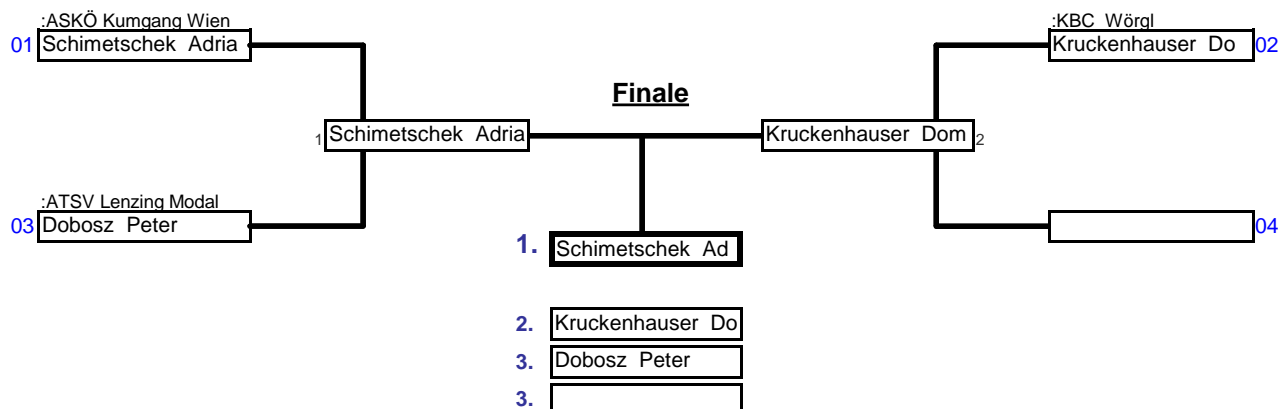 :ASKÖ Kumgang Wien
01 Schimetschek Adria
:KBC Wörgl
Kruckenhauser Do 02
Finale
1 Schimetschek Adria
Kruckenhauser Dom 2
:ATSV Lenzing Modal
03 Dobosz Peter
04
1. Schimetschek Ad
2. Kruckenhauser Do
3. Dobosz Peter
3.